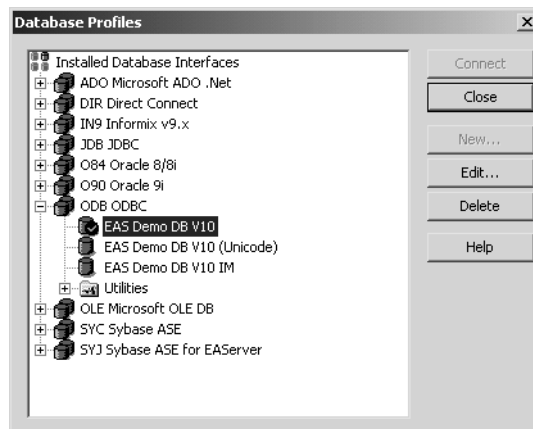 Database Profiles
Installed Database Interfaces
ADO Microsoft ADO .Net
DIR Direct Connect
IN9 Informix v9.x
JDB JDBC
O84 Oracle 8/8i
O90 Oracle 9i
ODB ODBC
EAS Demo DB V10
EAS Demo DB V10 (Unicode)
EAS Demo DB V10 IM
Utilities
OLE Microsoft OLE DB
SYC Sybase ASE
SYJ Sybase ASE for EAServer
Connect
Close
New...
Edit...
Delete
Help